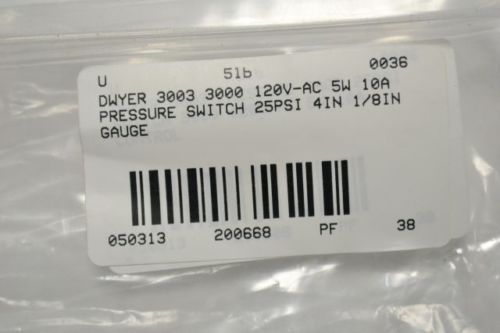 U 51b 0036
DWYER 3003 3000 120V-AC 5W 10A
PRESSURE SWITCH 25PSI 4IN 1/8IN
GAUGE
050313 200668 PF 38